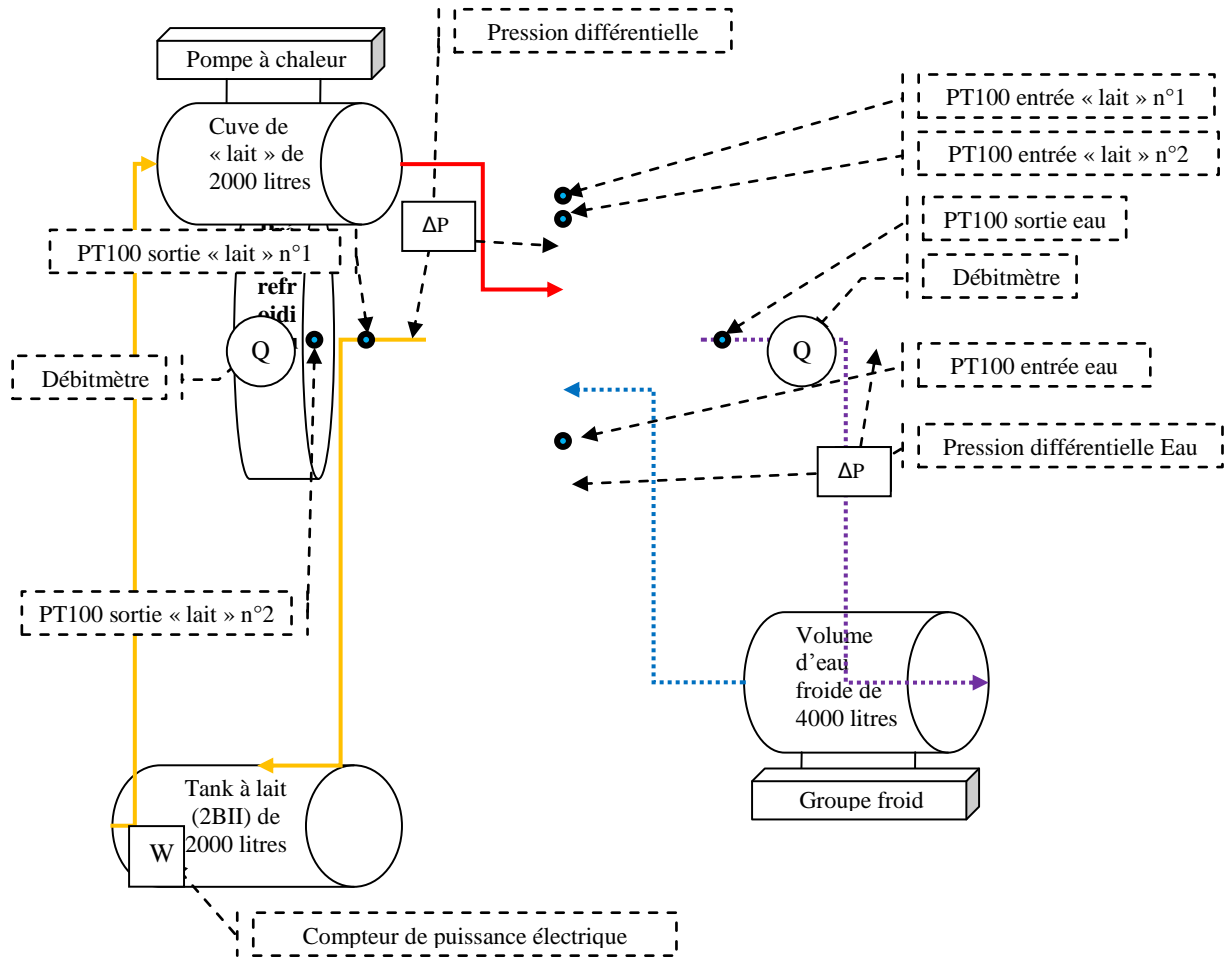 Pression différentielle
Pompe à chaleur
PT100 entrée « lait » n°1
Cuve de
« lait » de
2000 litres
PT100 entrée « lait » n°2
ΔP
PT100 sortie eau
PT100 sortie « lait » n°1
Débitmètre
refr
oidi
Q
Q
PT100 entrée eau
Débitmètre
Pression différentielle Eau
ΔP
PT100 sortie « lait » n°2
Volume
d’eau
froide de
4000 litres
Tank à lait
(2BII) de
2000 litres
Groupe froid
W
Compteur de puissance électrique